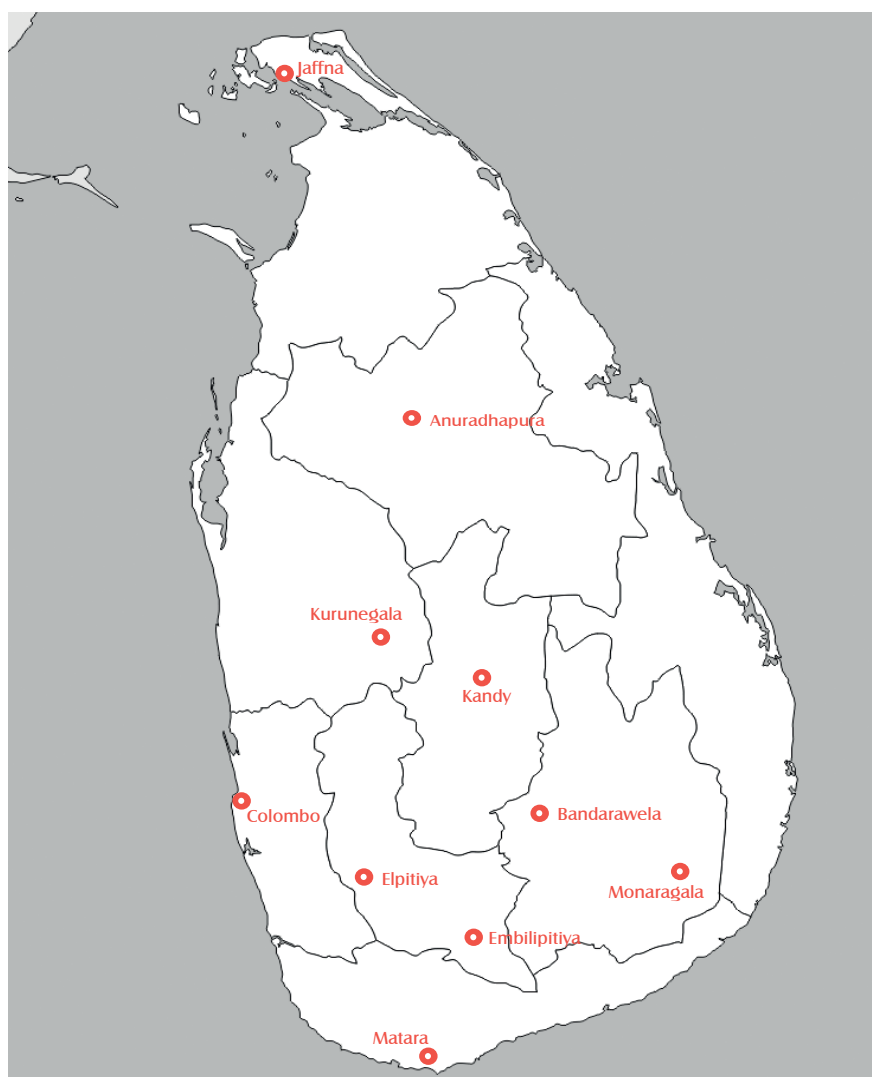 Jaffna
Anuradhapura
Kurunegala
Kandy
Colombo
Bandarawela
Elpitiya
Monaragala
Embilipitiya
Matara